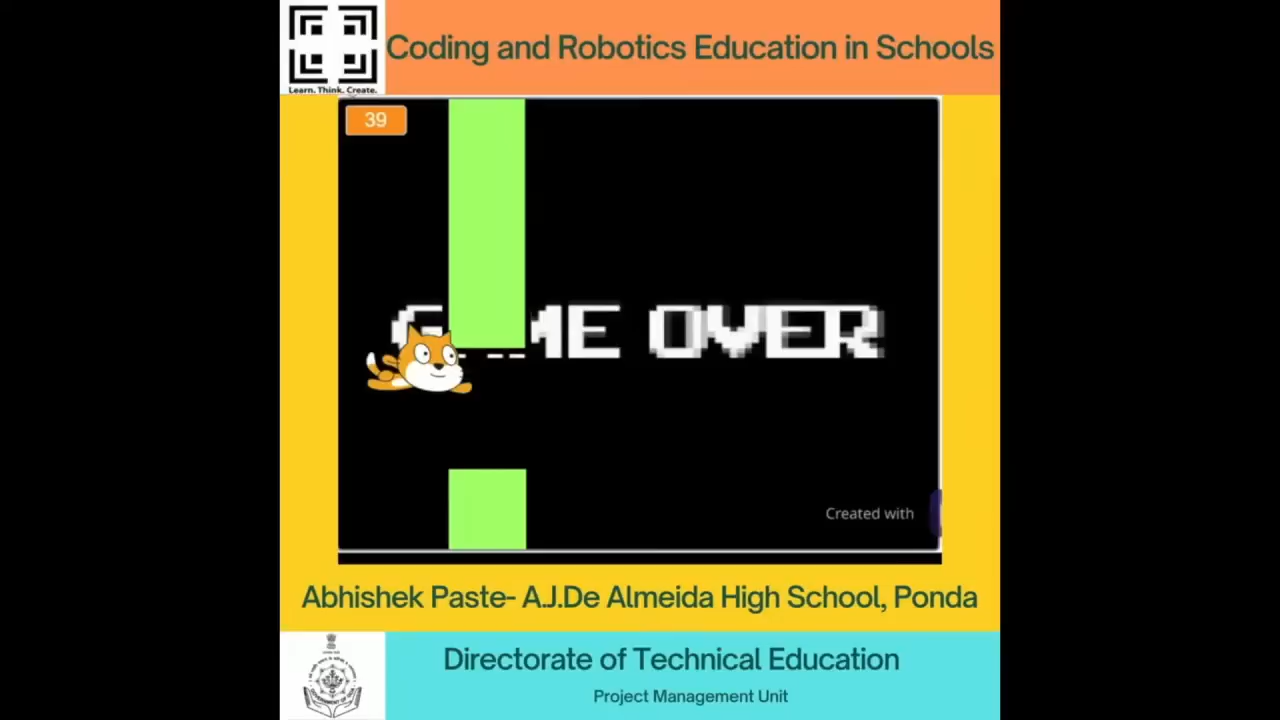 Coding and Robotics Education in Schools
Learn. Think. Create.
39
GAME OVER
Created with
Abhishek Paste- A.J.De Almeida High School, Ponda
Directorate of Technical Education
Project Management Unit